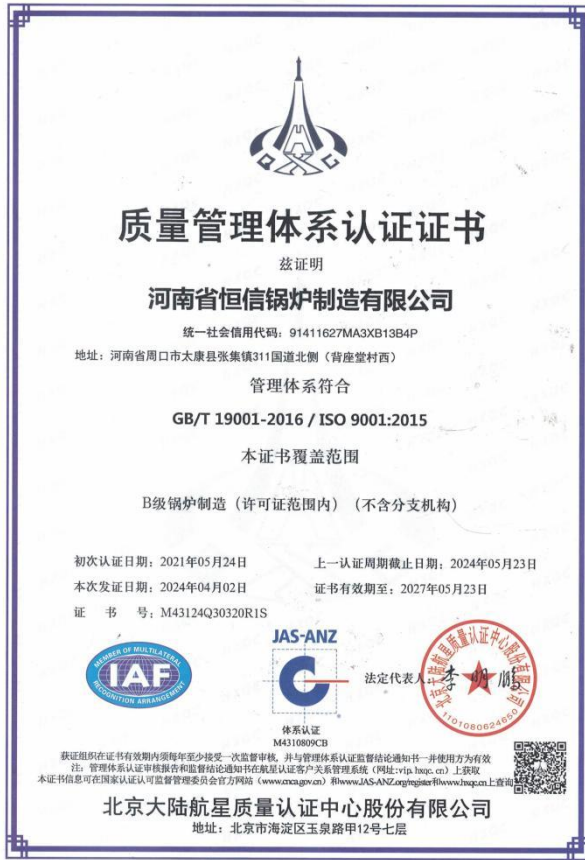 质量管理体系认证证书
兹证明
河南省恒信锅炉制造有限公司
统一社会信用代码：91411627MA3XB13B4P
地址：河南省周口市太康县张集镇311国道北侧（背座堂村西）
管理体系符合
GB/T 19001-2016 / ISO 9001:2015
本证书覆盖范围
B级锅炉制造（许可证范围内）（不含分支机构）
初次认证日期：2021年05月24日 上一认证周期截止日期：2024年05月23日
本次发证日期：2024年04月02日 证书有效期至：2027年05月23日
证 书 号：M43124Q30320R1S
MEMBER OF MULTILATERAL
IAF
RECOGNITION ARRANGEMENT
JAS-ANZ
C
体系认证
M4310809CB
法定代表人：李明鹏
北京大陆航星质量认证中心股份有限公司
1101080624650
获证组织在证书有效期内须每年至少接受一次监督审核，并与管理体系认证监督结论通知书一并使用方为有效
注：管理体系认证审核报告和监督结论通知书在航星认证客户关系管理系统（网址：vip.hxqc.cn）上获取
本证书信息可在国家认证认可监督管理委员会官方网站（www.cnca.gov.cn）和www.JAS-ANZ.org/register和www.hxqc.cn上查询
北京大陆航星质量认证中心股份有限公司
地址：北京市海淀区玉泉路甲12号七层